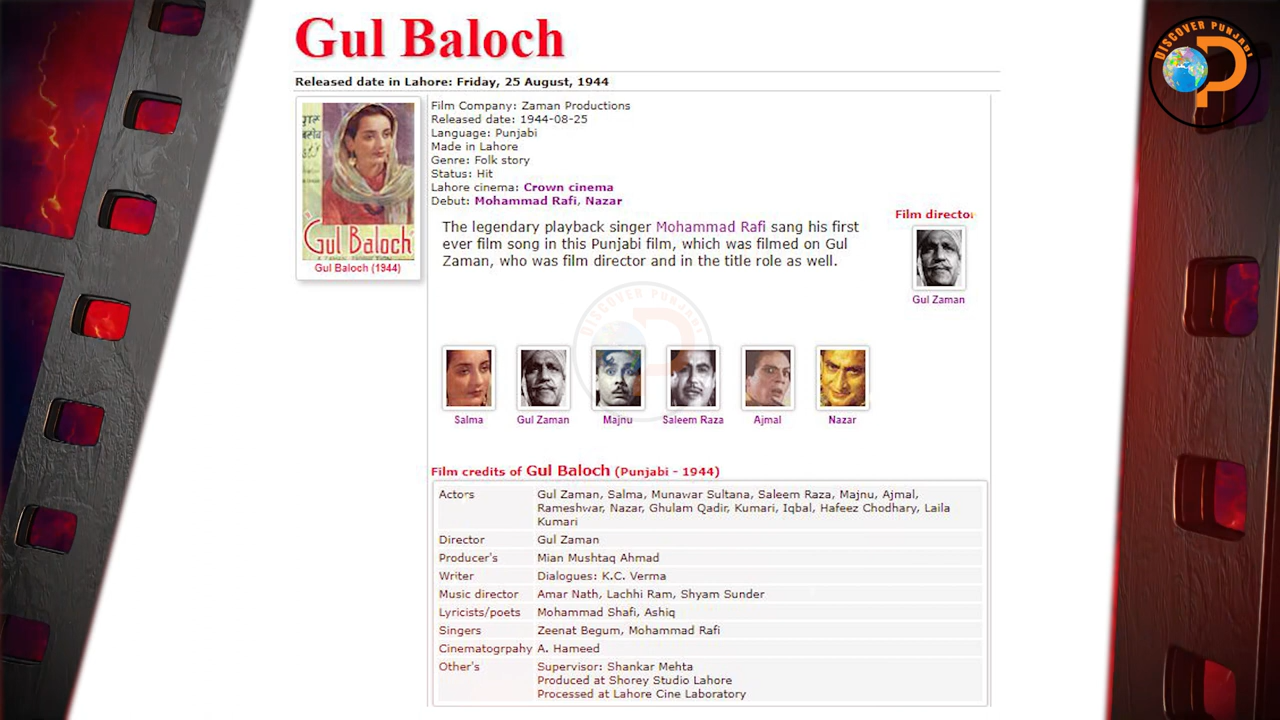 Gul Baloch
DISCOVER PUNJABI
Released date in Lahore: Friday, 25 August, 1944
Gul Baloch
Gul Baloch (1944)
Film Company: Zaman Productions
Released date: 1944-08-25
Language: Punjabi
Made in Lahore
Genre: Folk story
Status: Hit
Lahore cinema: Crown cinema
Debut: Mohammad Rafi, Nazar
The legendary playback singer Mohammad Rafi sang his first
ever film song in this Punjabi film, which was filmed on Gul
Zaman, who was film director and in the title role as well.
Film director
Gul Zaman
DISCOVER PUNJABI
Salma Gul Zaman Majnu Saleem Raza Ajmal Nazar
Film credits of Gul Baloch (Punjabi - 1944)
Actors Gul Zaman, Salma, Munawar Sultana, Saleem Raza, Majnu, Ajmal,
Rameshwar, Nazar, Ghulam Qadir, Kumari, Iqbal, Hafeez Chodhary, Laila
Kumari
Director Gul Zaman
Producer's Mian Mushtaq Ahmad
Writer Dialogues: K.C. Verma
Music director Amar Nath, Lachhi Ram, Shyam Sunder
Lyricists/poets Mohammad Shafi, Ashiq
Singers Zeenat Begum, Mohammad Rafi
Cinematogrpahy A. Hameed
Other's Supervisor: Shankar Mehta
Produced at Shorey Studio Lahore
Processed at Lahore Cine Laboratory